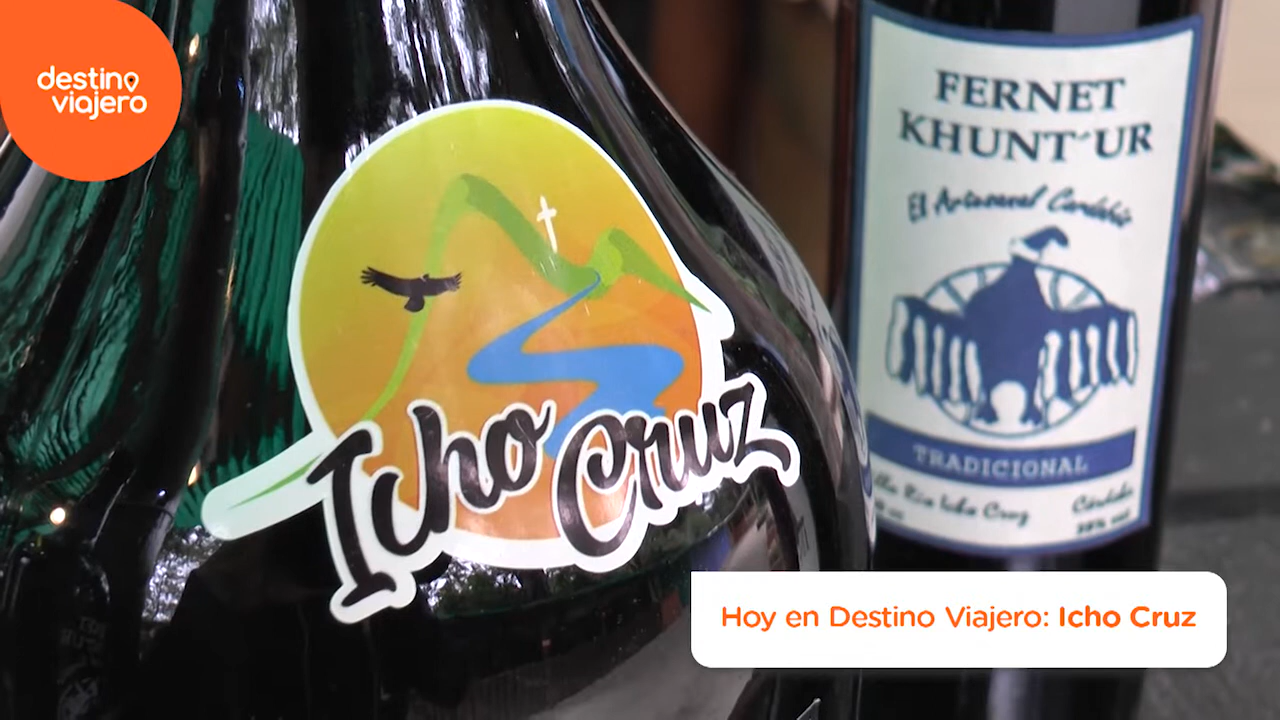 destino
viajero
FERNET
KHUNT´UR
El Artesanal Cordobés
TRADICIONAL
Icho Cruz
Icho Cruz
Córdoba
Hoy en Destino Viajero: Icho Cruz